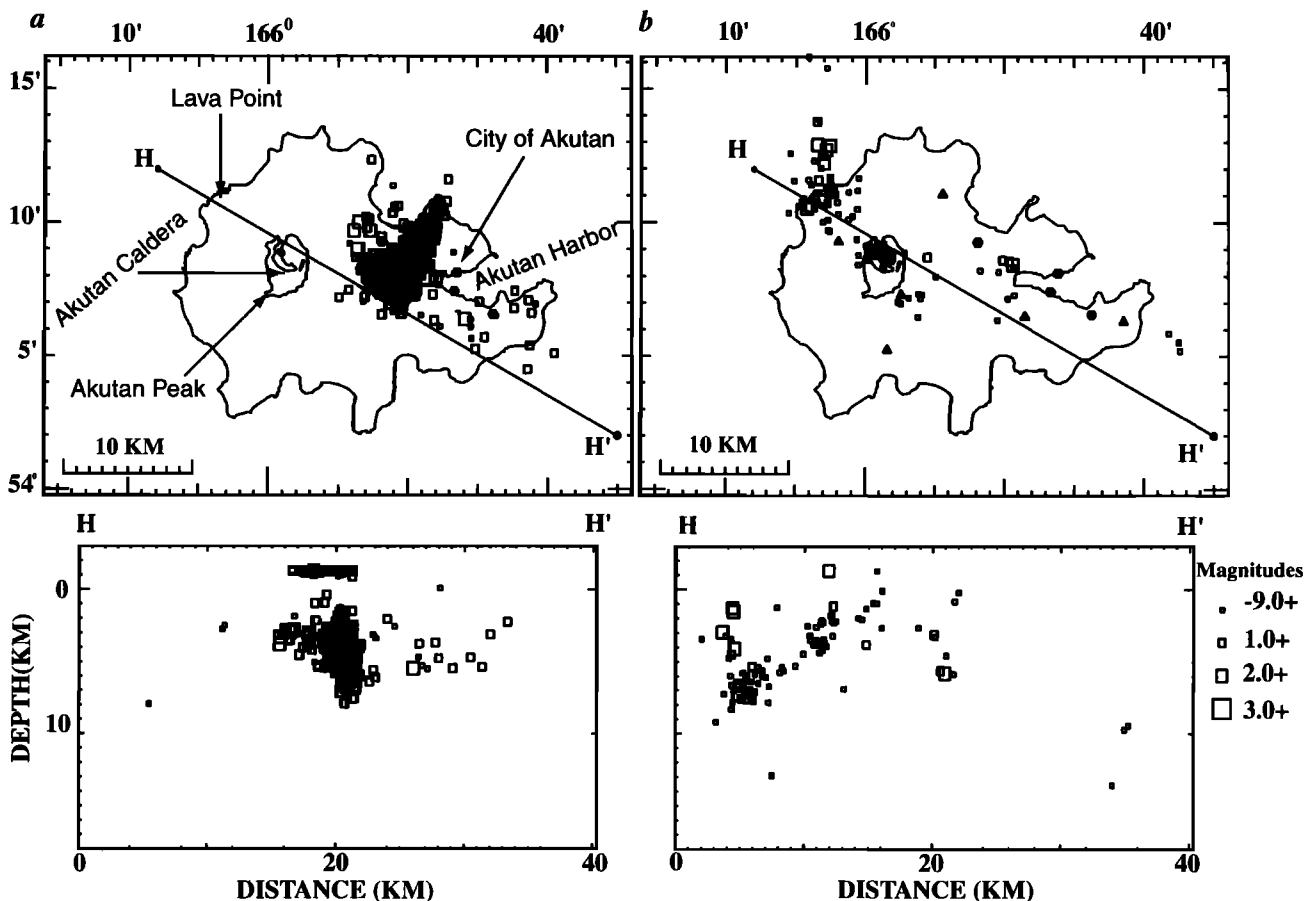 a
b
10'
166⁰
40'
10'
166°
40'
15'
10'
5'
54'
Lava Point
H
City of Akutan
Akutan Caldera
Akutan Harbor
Akutan Peak
10 KM
H'
H
10 KM
H'
H
H'
H
H'
0
10
DEPTH(KM)
0
20
40
DISTANCE (KM)
0
20
40
DISTANCE (KM)
Magnitudes
-9.0+
1.0+
2.0+
3.0+